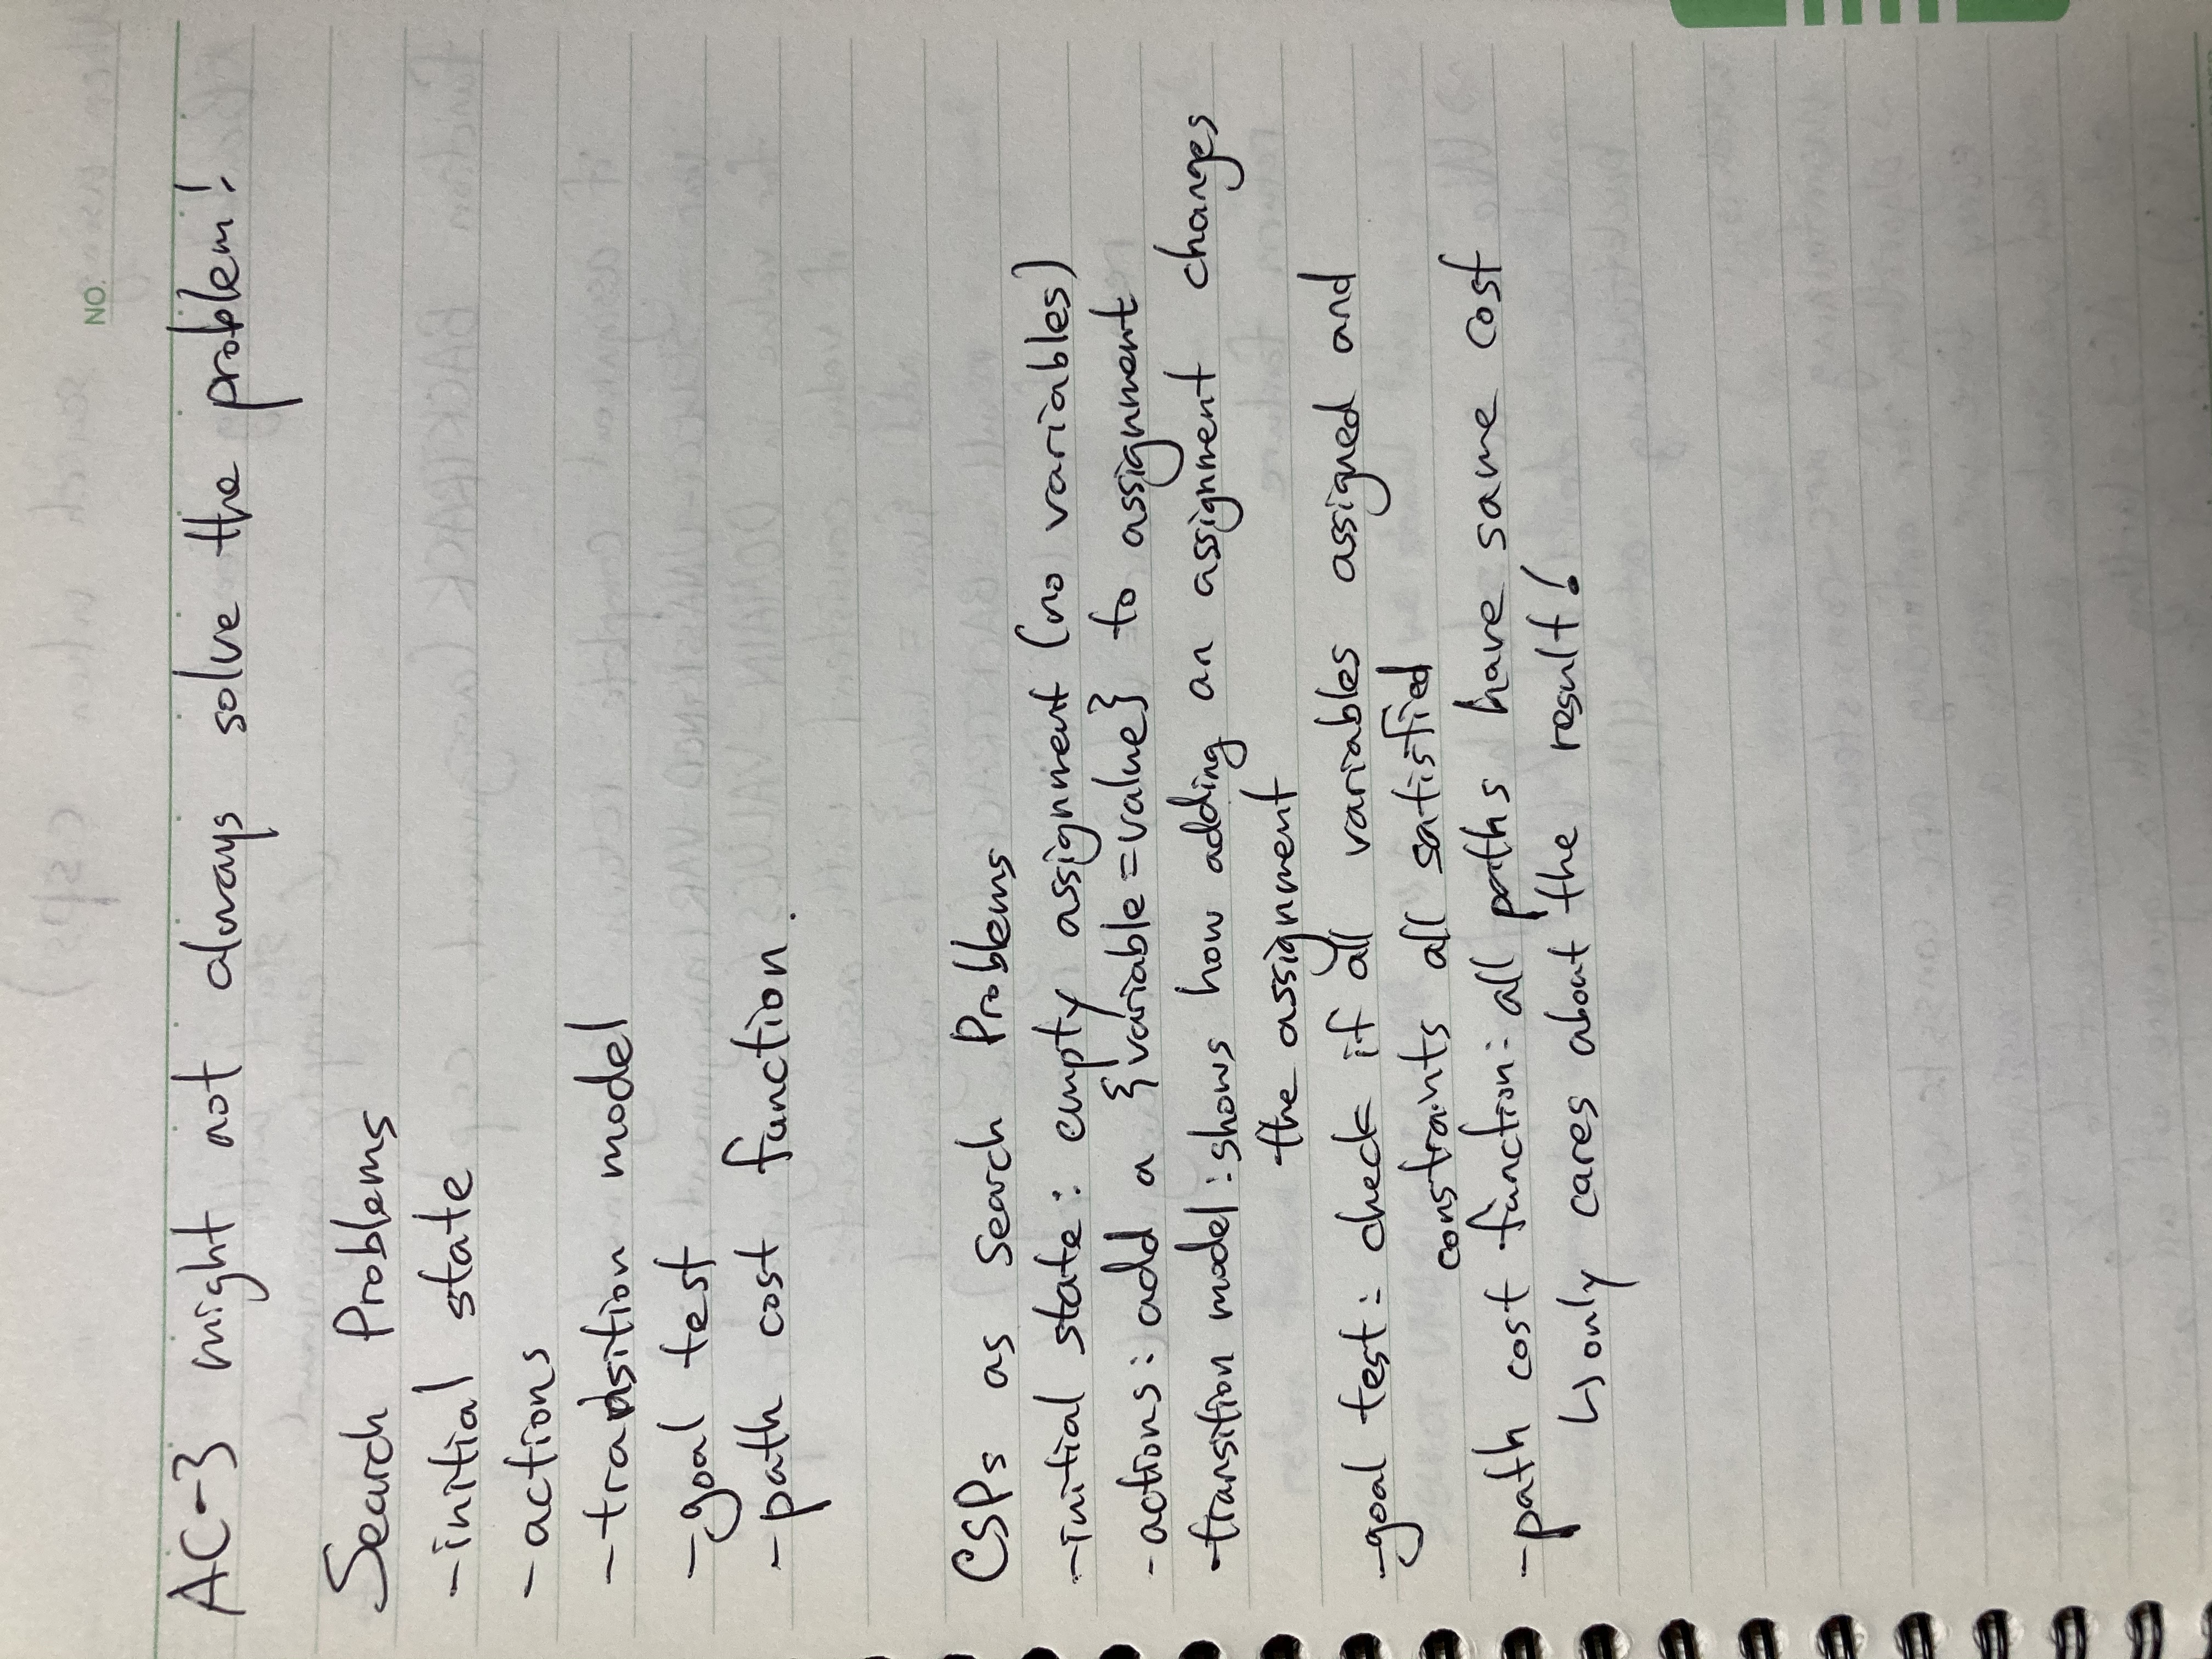 NO.
AC-3 might not always solve the problem!
Search Problems
-initial state
-actions
-transition model
-goal test
-path cost function.
CSPs as Search Problems
-initial state: empty assignment (no variables)
-actions: add a {variable=value} to assignment
-transition model: shows how adding an assignment changes
the assignment
-goal test: check if all variables assigned and
constraints all satisfied
-path cost function: all paths have same cost
↳ only cares about the result!